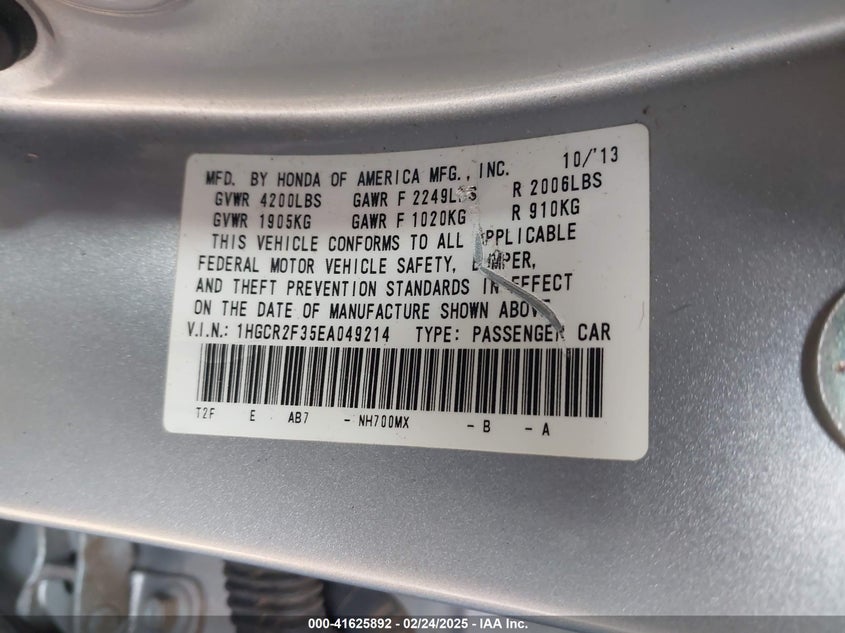 MFD. BY HONDA OF AMERICA MFG., INC. 10/'13
GVWR 4200LBS GAWR F 2249LBS R 2006LBS
GVWR 1905KG GAWR F 1020KG R 910KG
THIS VEHICLE CONFORMS TO ALL APPLICABLE
FEDERAL MOTOR VEHICLE SAFETY, BUMPER,
AND THEFT PREVENTION STANDARDS IN EFFECT
ON THE DATE OF MANUFACTURE SHOWN ABOVE
V.I.N.: 1HGCR2F35EA049214 TYPE: PASSENGER CAR
T2F E AB7 - NH700MX - B - A
000-41625892 - 02/24/2025 - IAA Inc.